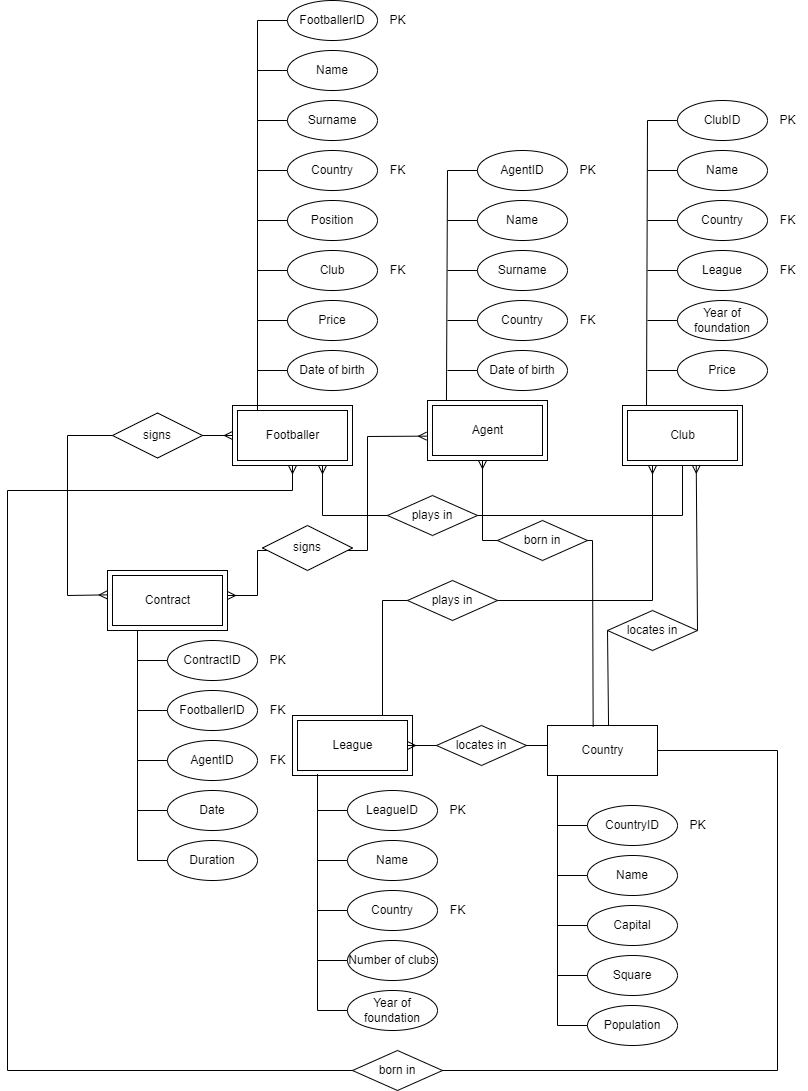 FootballerID PK
Name
Surname
Country FK
Position
Club FK
Price
Date of birth
Footballer
AgentID PK
Name
Surname
Country FK
Date of birth
Agent
ClubID PK
Name
Country FK
League FK
Year of
foundation
Price
Club
signs
plays in
born in
signs
plays in
locates in
Contract
ContractID PK
FootballerID FK
AgentID FK
Date
Duration
League
locates in
Country
LeagueID PK
Name
Country FK
Number of clubs
Year of
foundation
CountryID PK
Name
Capital
Square
Population
born in